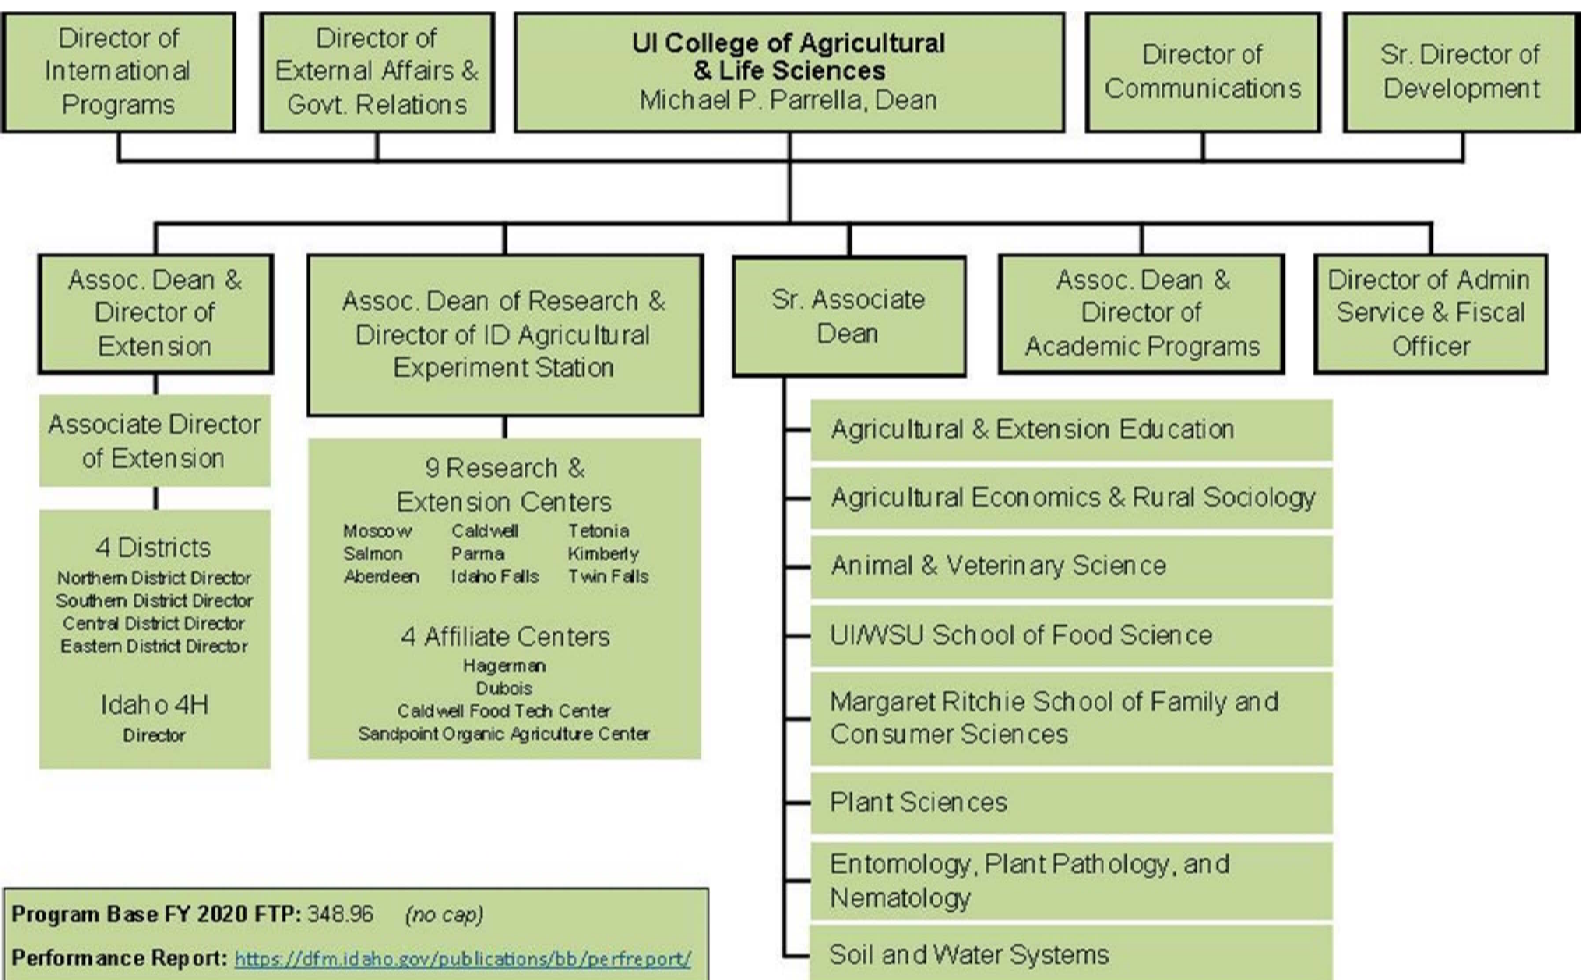 Director of
International
Programs
Director of
External Affairs &
Govt. Relations
UI College of Agricultural
& Life Sciences
Michael P. Parrella, Dean
Director of
Communications
Sr. Director of
Development
Assoc. Dean &
Director of
Extension
Associate Director
of Extension
4 Districts
Northern District Director
Southern District Director
Central District Director
Eastern District Director
Idaho 4H
Director
Assoc. Dean of Research &
Director of ID Agricultural
Experiment Station
9 Research &
Extension Centers
Moscow Caldwell Tetonia
Salmon Parma Kimberly
Aberdeen Idaho Falls Twin Falls
4 Affiliate Centers
Hagerman
Dubois
Caldwell Food Tech Center
Sandpoint Organic Agriculture Center
Sr. Associate
Dean
Agricultural & Extension Education
Agricultural Economics & Rural Sociology
Animal & Veterinary Science
UI/WSU School of Food Science
Margaret Ritchie School of Family and
Consumer Sciences
Plant Sciences
Entomology, Plant Pathology, and
Nematology
Soil and Water Systems
Assoc. Dean &
Director of
Academic Programs
Director of Admin
Service & Fiscal
Officer
Program Base FY 2020 FTP: 348.96 (no cap)
Performance Report: https://dfm.idaho.gov/publications/bb/perfreport/